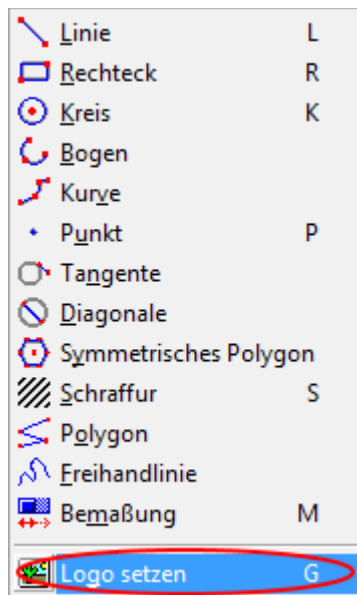 Linie L
Rechteck R
Kreis K
Bogen
Kurve
Punkt P
Tangente
Diagonale
Symmetrisches Polygon
Schraffur S
Polygon
Freihandlinie
Bemaßung M
Logo setzen G